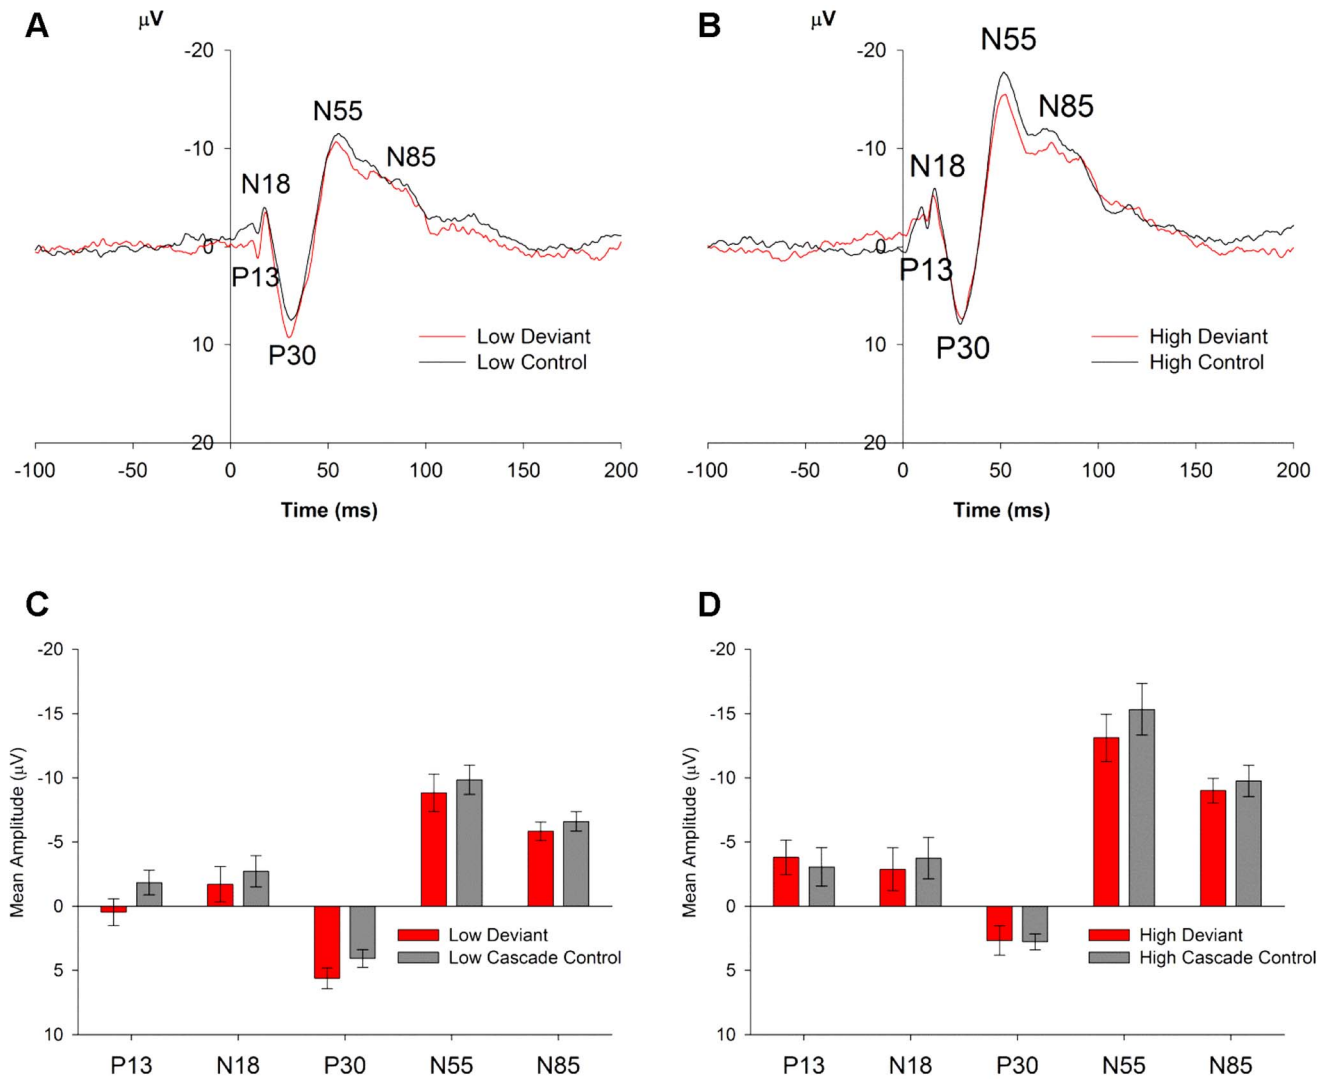 A
µV
-20
-10
0
10
20
N18
P13
P30
N55
N85
Low Deviant
Low Control
-100 -50 0 50 100 150 200
Time (ms)
B
µV
-20
-10
0
10
20
N18
P13
P30
N55
N85
High Deviant
High Control
-100 -50 0 50 100 150 200
Time (ms)
C
Mean Amplitude (µV)
-20
-15
-10
-5
0
5
10
Low Deviant
Low Cascade Control
P13 N18 P30 N55 N85
D
Mean Amplitude (µV)
-20
-15
-10
-5
0
5
10
High Deviant
High Cascade Control
P13 N18 P30 N55 N85